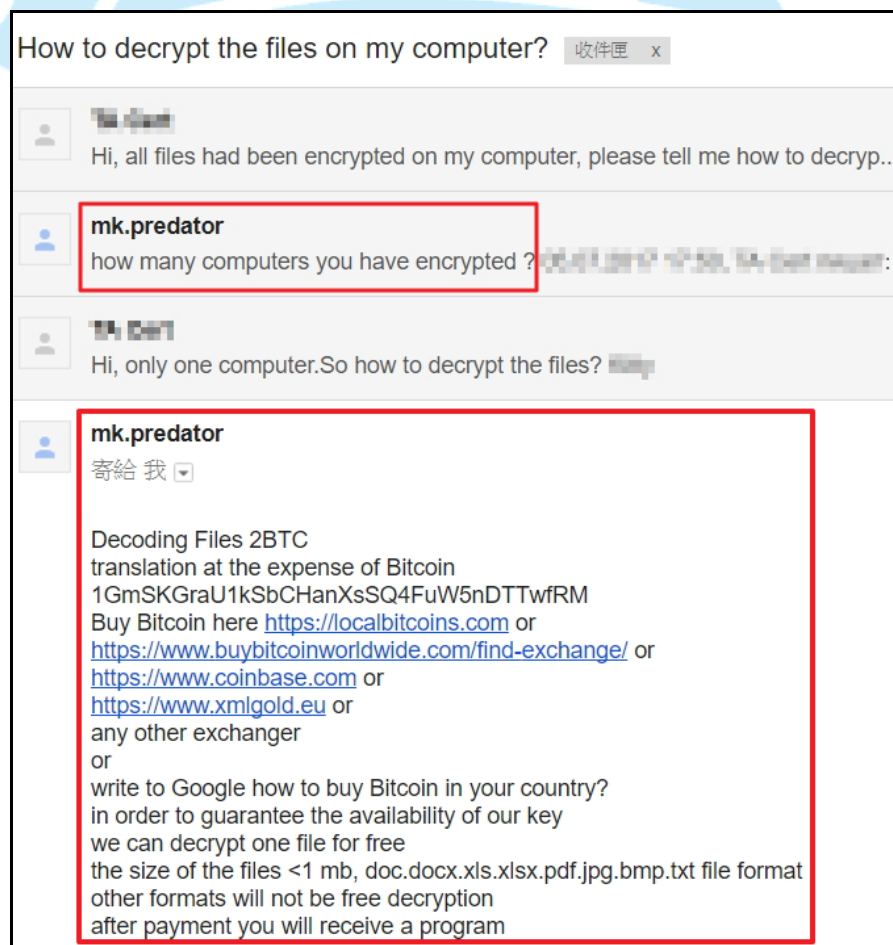 How to decrypt the files on my computer? 收件匣 x
Hi, all files had been encrypted on my computer, please tell me how to decryp...
mk.predator
how many computers you have encrypted ?
Hi, only one computer.So how to decrypt the files?
mk.predator
寄給 我
Decoding Files 2BTC
translation at the expense of Bitcoin
1GmSKGraU1kSbCHanXsSQ4FuW5nDTTwfRM
Buy Bitcoin here https://localbitcoins.com or
https://www.buybitcoinworldwide.com/find-exchange/ or
https://www.coinbase.com or
https://www.xmlgold.eu or
any other exchanger
or
write to Google how to buy Bitcoin in your country?
in order to guarantee the availability of our key
we can decrypt one file for free
the size of the files <1 mb, doc.docx.xls.xlsx.pdf.jpg.bmp.txt file format
other formats will not be free decryption
after payment you will receive a program